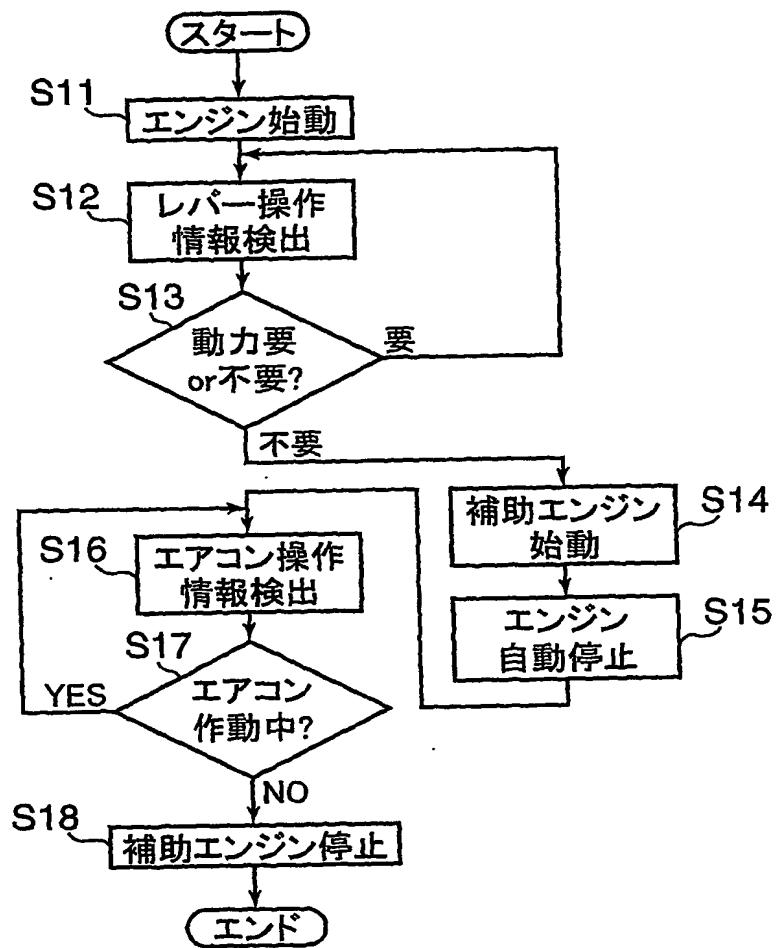 スタート
S11
エンジン始動
S12
レバー操作
情報検出
S13
動力要
or不要?
要
不要
S14
補助エンジン
始動
S15
エンジン
自動停止
S16
エアコン操作
情報検出
S17
エアコン
作動中?
YES
NO
S18
補助エンジン停止
エンド